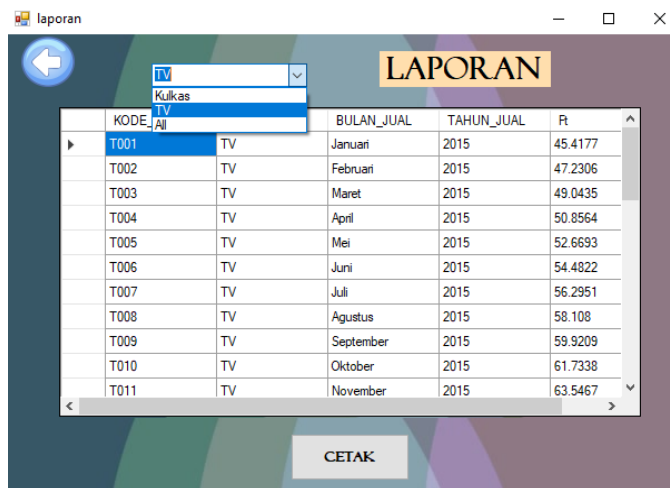 laporan
TV
LAPORAN
Kulkas
TV
All
KODE_ BULAN_JUAL TAHUN_JUAL Ft
T001 TV Januari 2015 45.4177
T002 TV Februari 2015 47.2306
T003 TV Maret 2015 49.0435
T004 TV April 2015 50.8564
T005 TV Mei 2015 52.6693
T006 TV Juni 2015 54.4822
T007 TV Juli 2015 56.2951
T008 TV Agustus 2015 58.108
T009 TV September 2015 59.9209
T010 TV Oktober 2015 61.7338
T011 TV November 2015 63.5467
CETAK